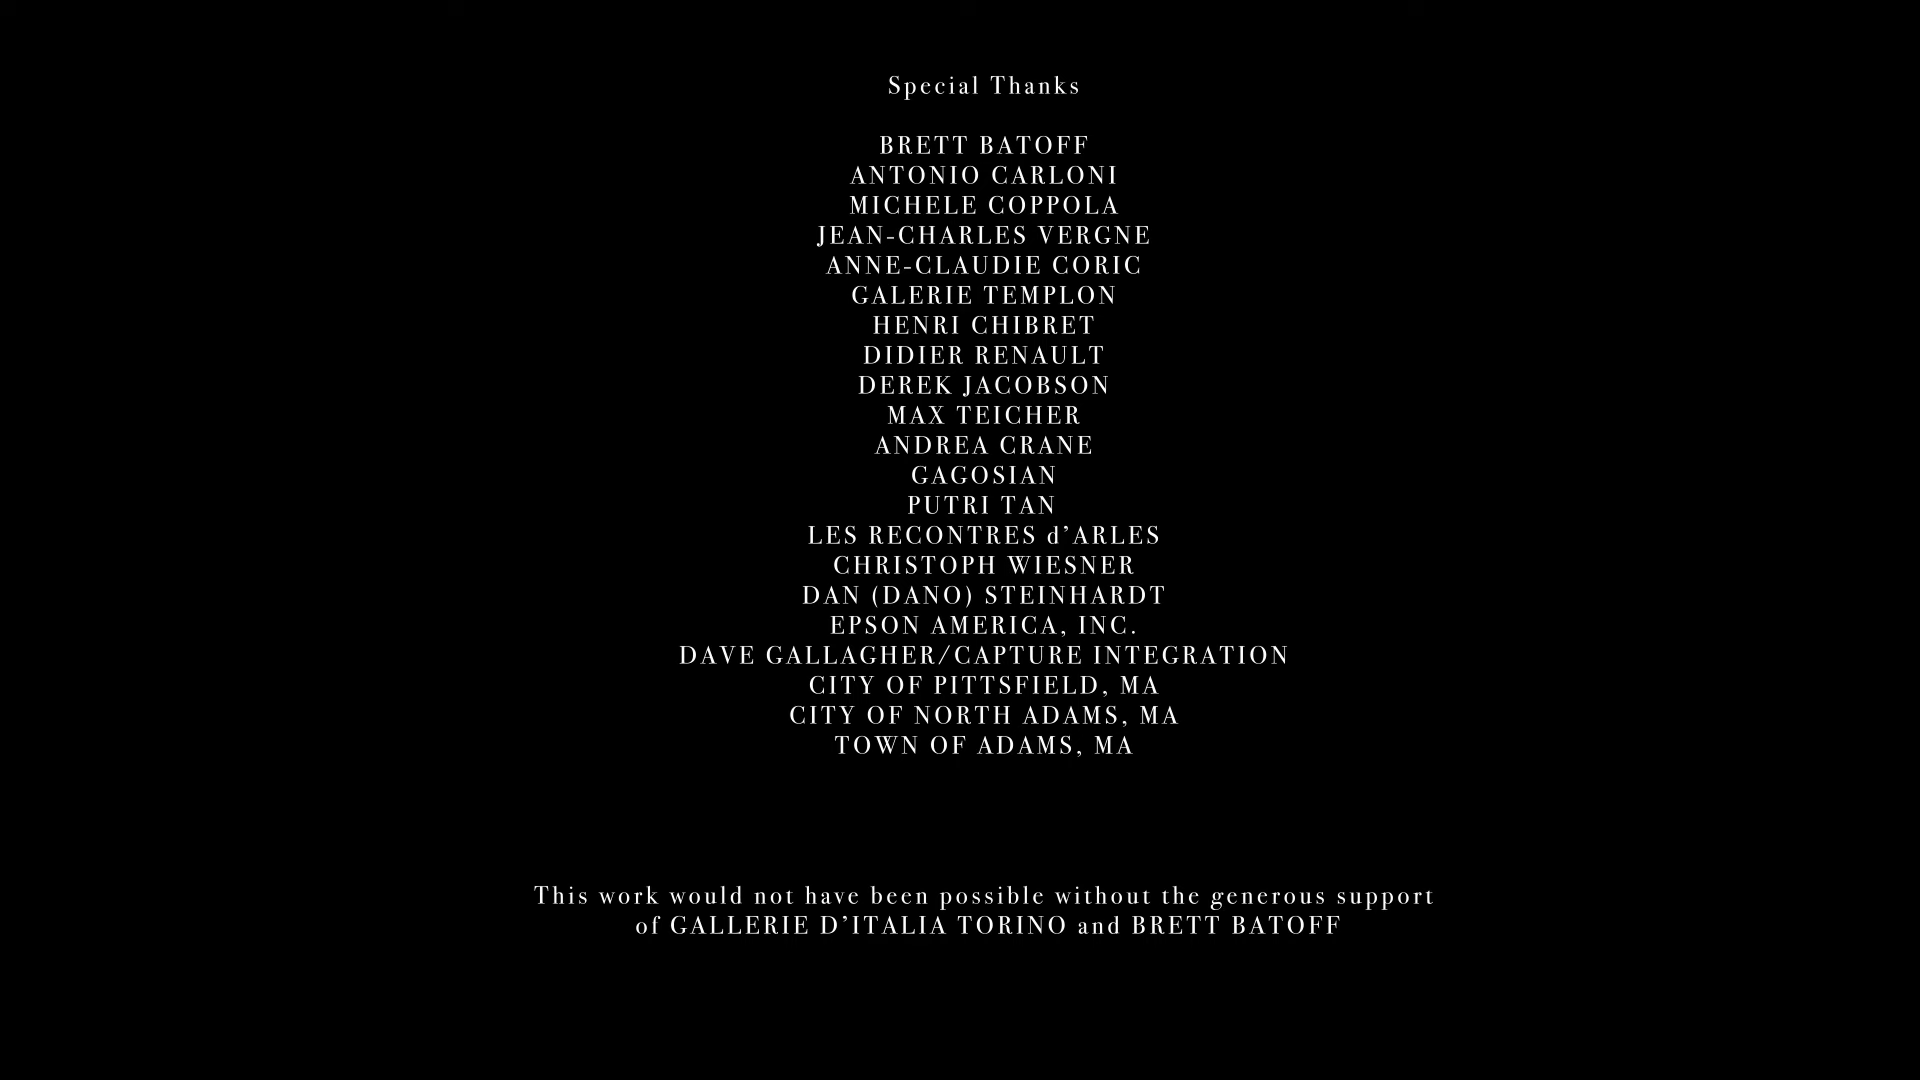 Special Thanks
BRETT BATOFF
ANTONIO CARLONI
MICHELE COPPOLA
JEAN-CHARLES VERGNE
ANNE-CLAUDIE CORIC
GALERIE TEMPLON
HENRI CHIBRET
DIDIER RENAULT
DEREK JACOBSON
MAX TEICHER
ANDREA CRANE
GAGOSIAN
PUTRI TAN
LES RECONTRES d’ARLES
CHRISTOPH WIESNER
DAN (DANO) STEINHARDT
EPSON AMERICA, INC.
DAVE GALLAGHER/CAPTURE INTEGRATION
CITY OF PITTSFIELD, MA
CITY OF NORTH ADAMS, MA
TOWN OF ADAMS, MA
This work would not have been possible without the generous support
of GALLERIE D’ITALIA TORINO and BRETT BATOFF